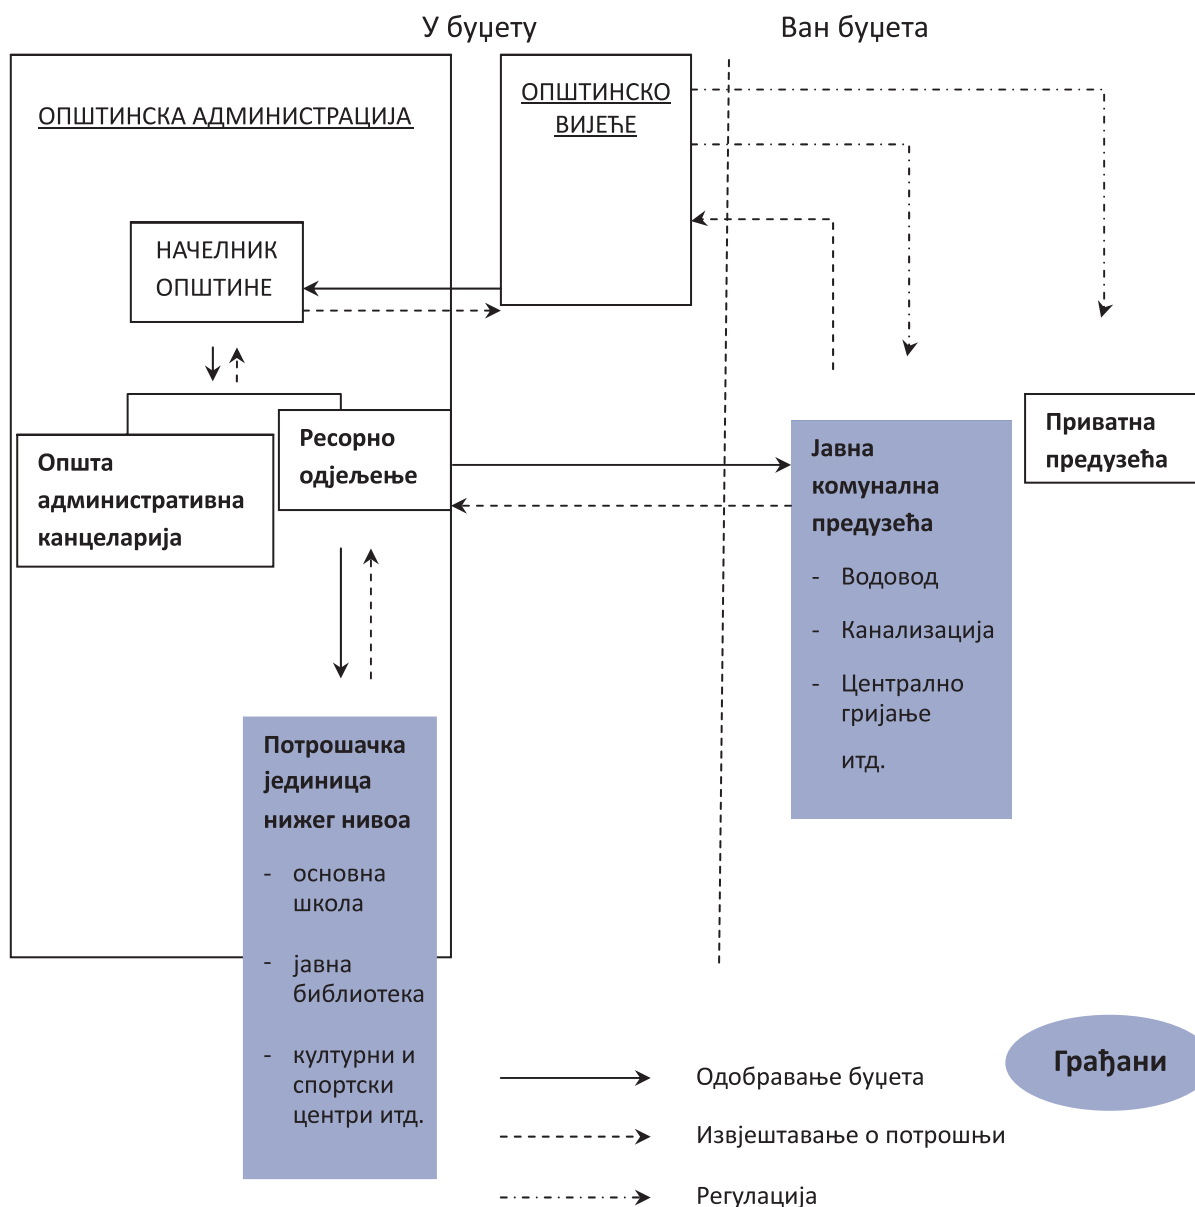 У буџету
Ван буџета
ОПШТИНСКА АДМИНИСТРАЦИЈА
ОПШТИНСКО
ВИЈЕЋЕ
НАЧЕЛНИК
ОПШТИНЕ
Општа
административна
канцеларија
Ресорно
одјељење
Јавна
комунална
предузећа
- Водовод
- Канализација
- Централно
гријање
итд.
Приватна
предузећа
Потрошачка
јединица
нижег нивоа
- основна
школа
- јавна
библиотека
- културни и
спортски
центри итд.
Грађани
Одобравање буџета
Извјештавање о потрошњи
Регулација